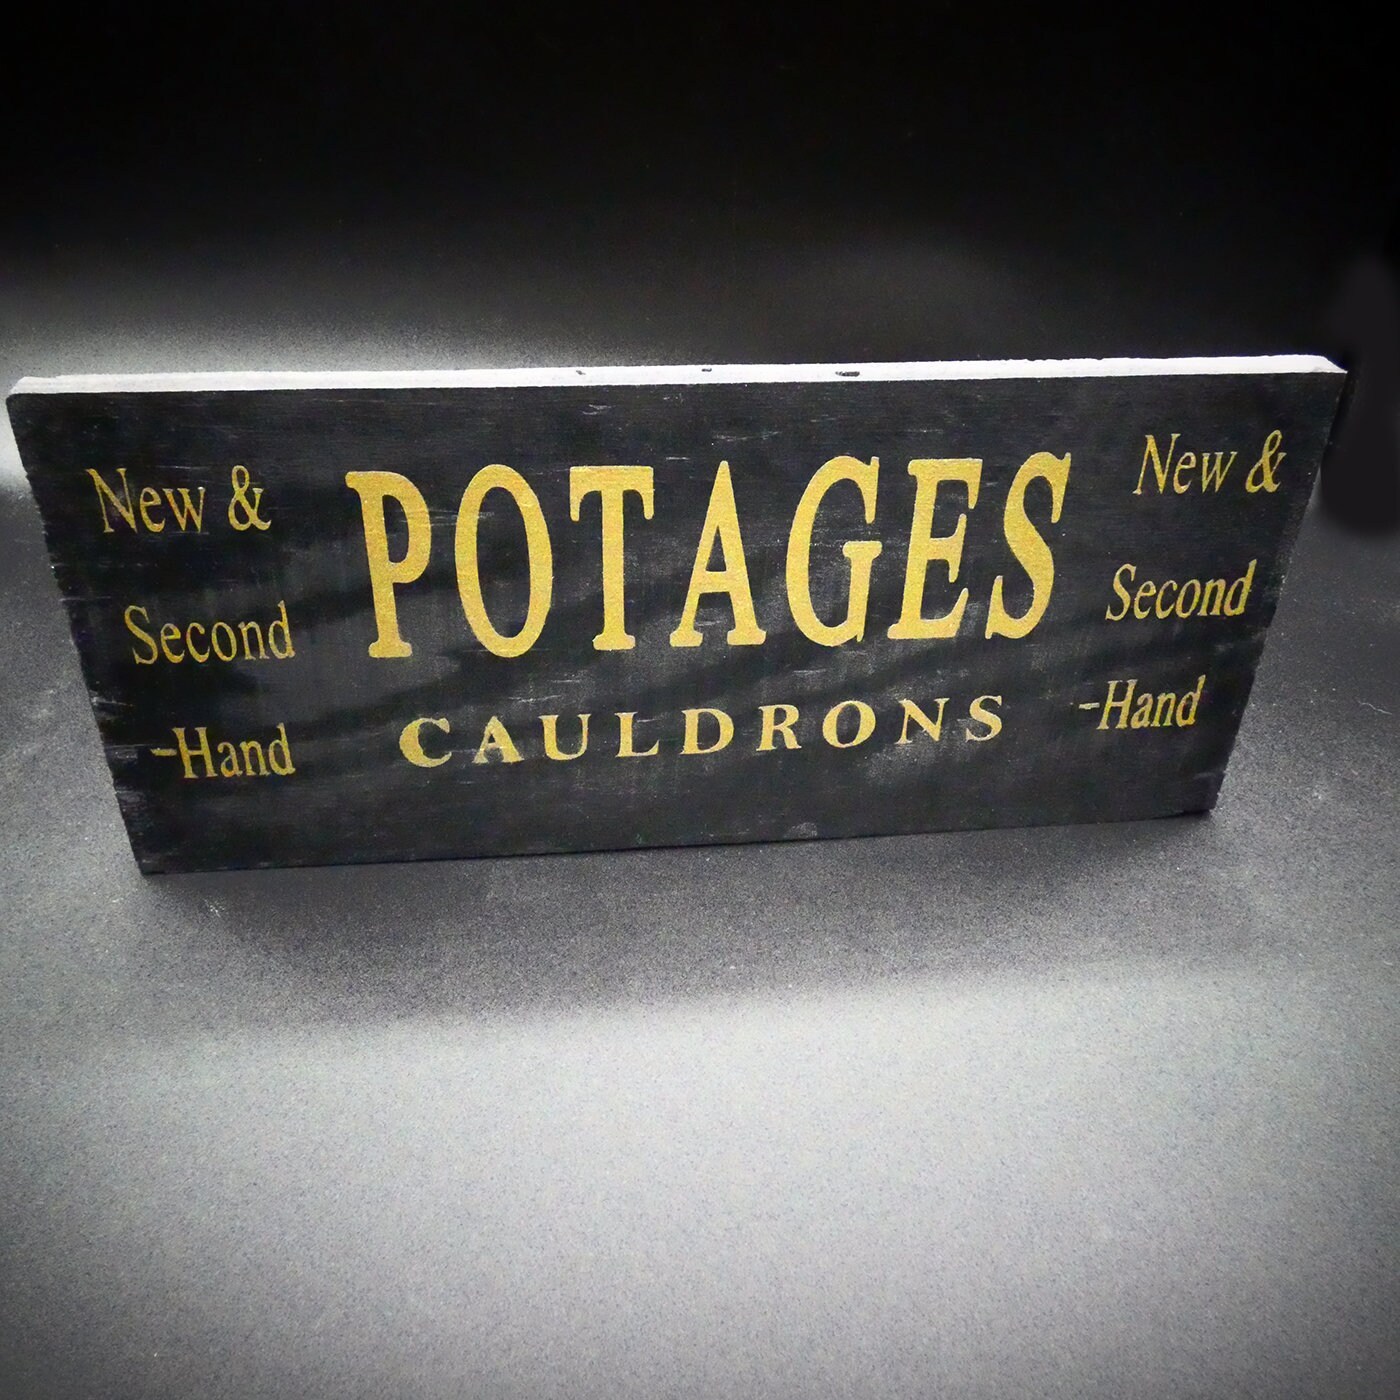 New &
Second
-Hand
POTAGES
CAULDRONS
New &
Second
-Hand